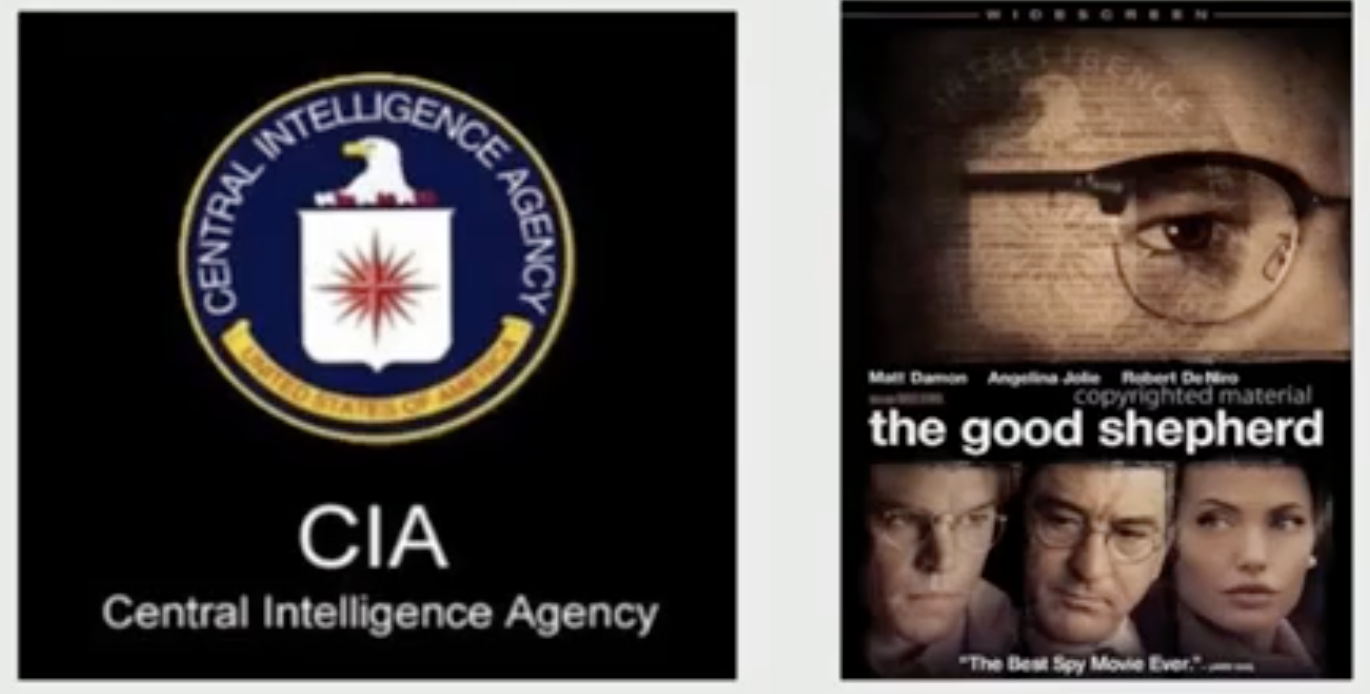 CENTRAL INTELLIGENCE AGENCY
UNITED STATES OF AMERICA
CIA
Central Intelligence Agency
WIDESCREEN
INTELLIGENCE
Matt Damon Angelina Jolie Robert De Niro
copyrighted material
the good shepherd
"The Best Spy Movie Ever."